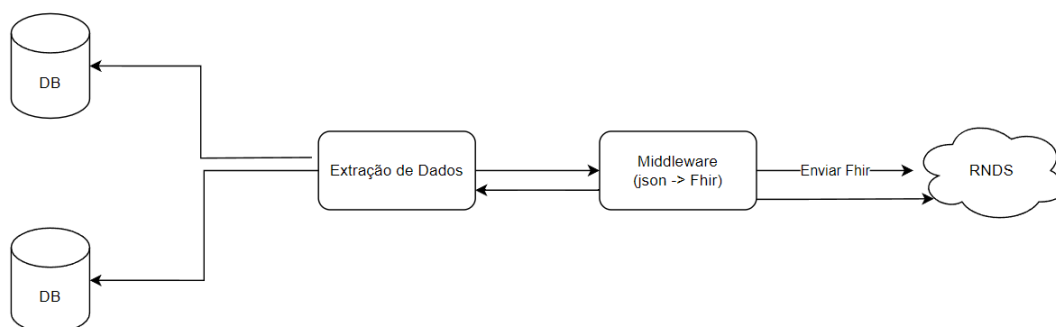 DB
Extração de Dados
Middleware
(json -> Fhir)
Enviar Fhir
RNDS
DB